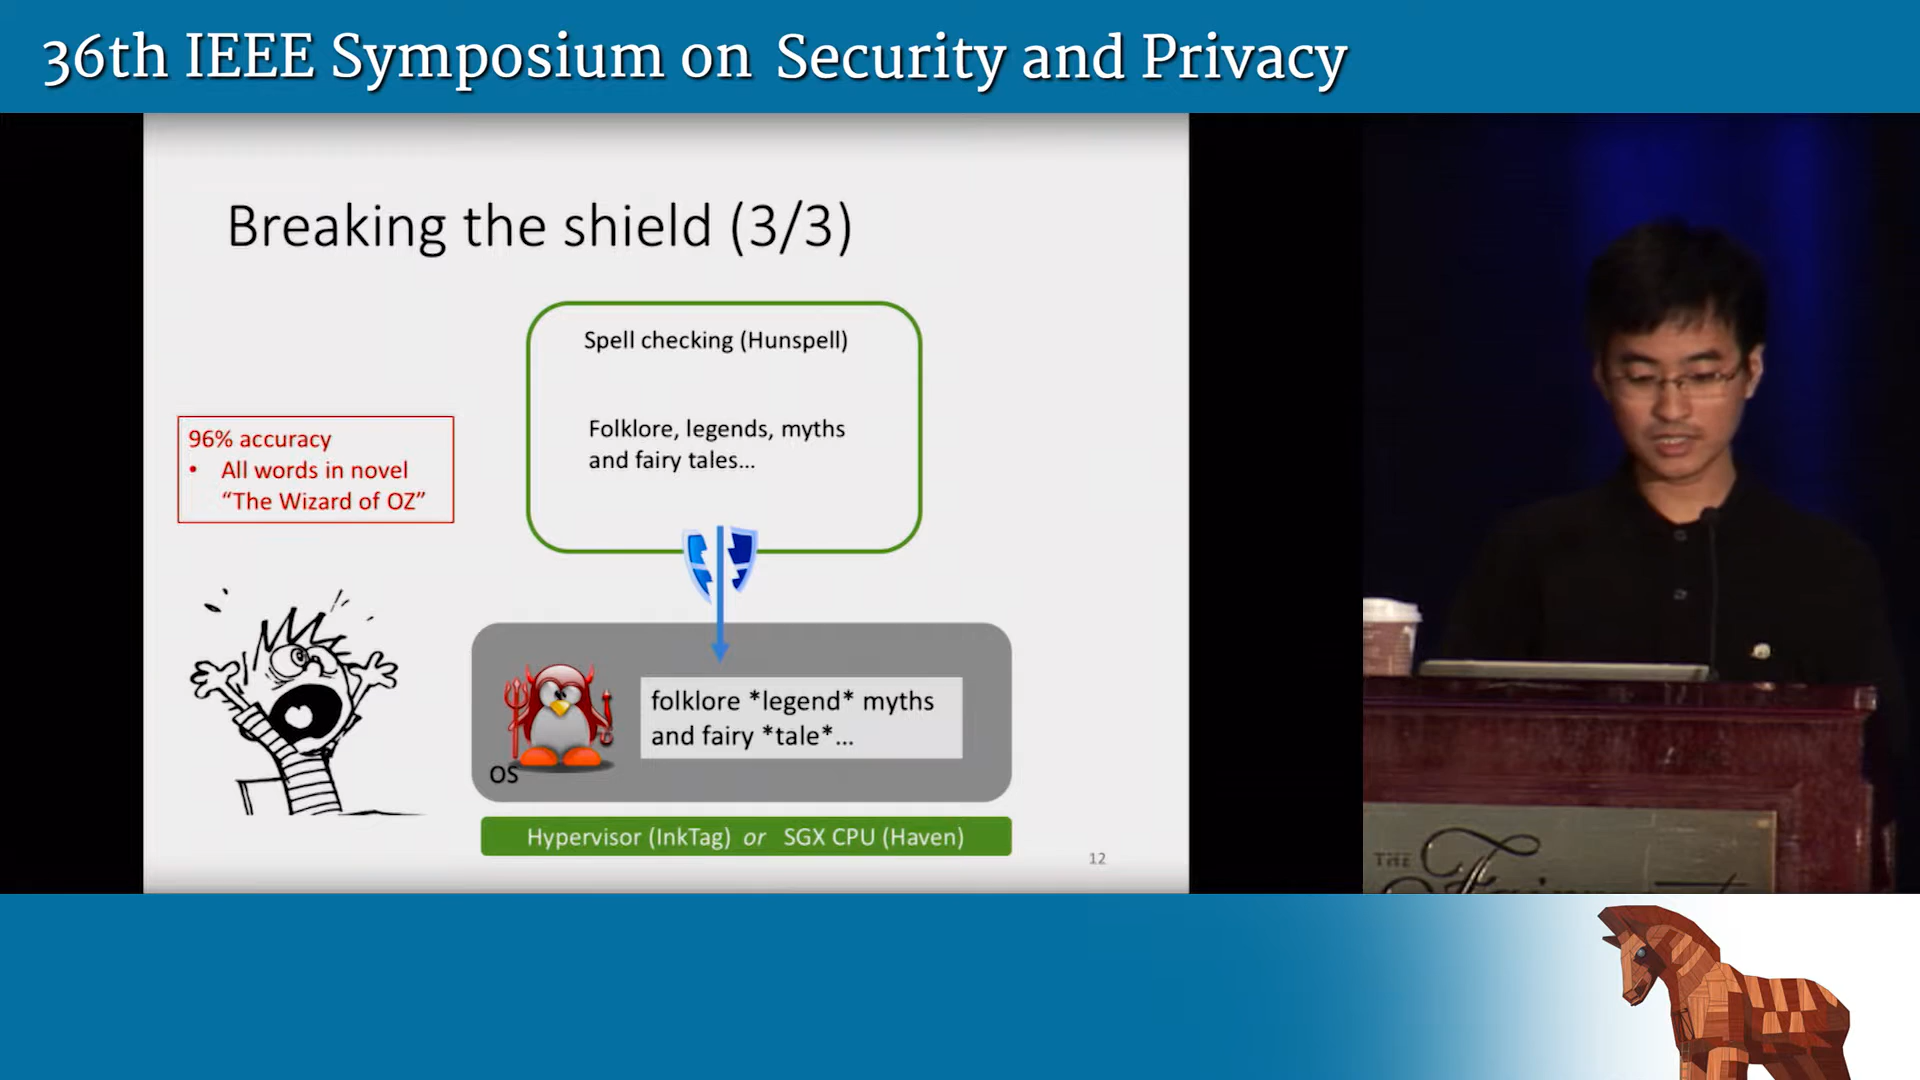 36th IEEE Symposium on Security and Privacy
Breaking the shield (3/3)
Spell checking (Hunspell)
Folklore, legends, myths
and fairy tales...
96% accuracy
• All words in novel
“The Wizard of OZ”
folklore *legend* myths
and fairy *tale*...
OS
Hypervisor (InkTag) or SGX CPU (Haven)
12
THE